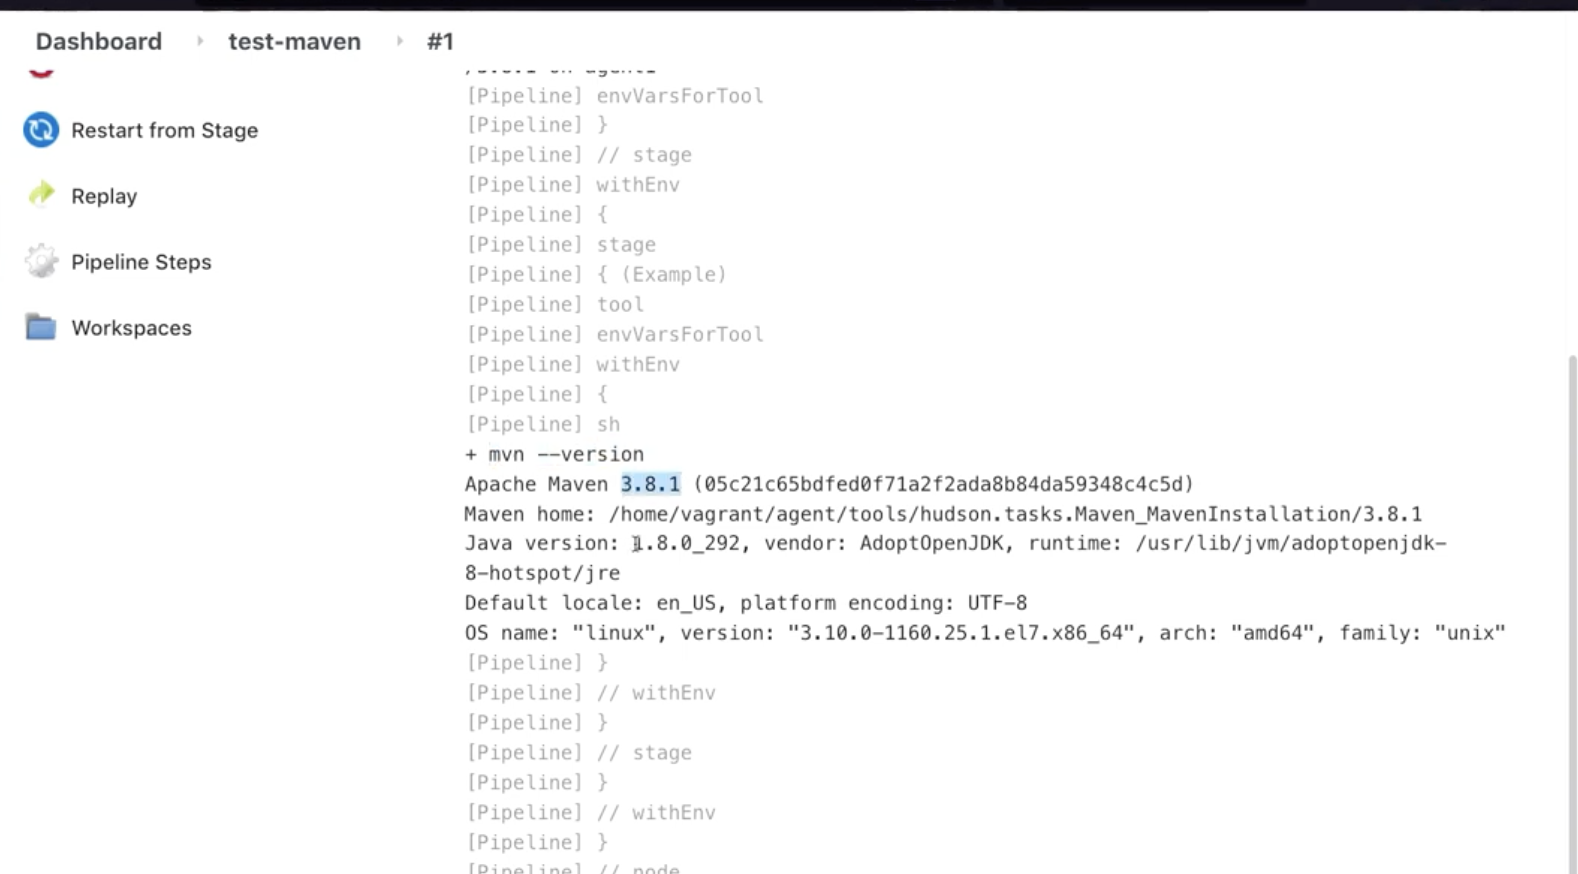 Dashboard test-maven #1
Restart from Stage
Replay
Pipeline Steps
Workspaces
[Pipeline] envVarsForTool
[Pipeline] }
[Pipeline] // stage
[Pipeline] withEnv
[Pipeline] {
[Pipeline] stage
[Pipeline] { (Example)
[Pipeline] tool
[Pipeline] envVarsForTool
[Pipeline] withEnv
[Pipeline] {
[Pipeline] sh
+ mvn --version
Apache Maven 3.8.1 (05c21c65bdfed0f71a2f2ada8b84da59348c4c5d)
Maven home: /home/vagrant/agent/tools/hudson.tasks.Maven_MavenInstallation/3.8.1
Java version: 1.8.0_292, vendor: AdoptOpenJDK, runtime: /usr/lib/jvm/adoptopenjdk-
8-hotspot/jre
Default locale: en_US, platform encoding: UTF-8
OS name: "linux", version: "3.10.0-1160.25.1.el7.x86_64", arch: "amd64", family: "unix"
[Pipeline] }
[Pipeline] // withEnv
[Pipeline] }
[Pipeline] // stage
[Pipeline] }
[Pipeline] // withEnv
[Pipeline] }
[Pipeline] // node